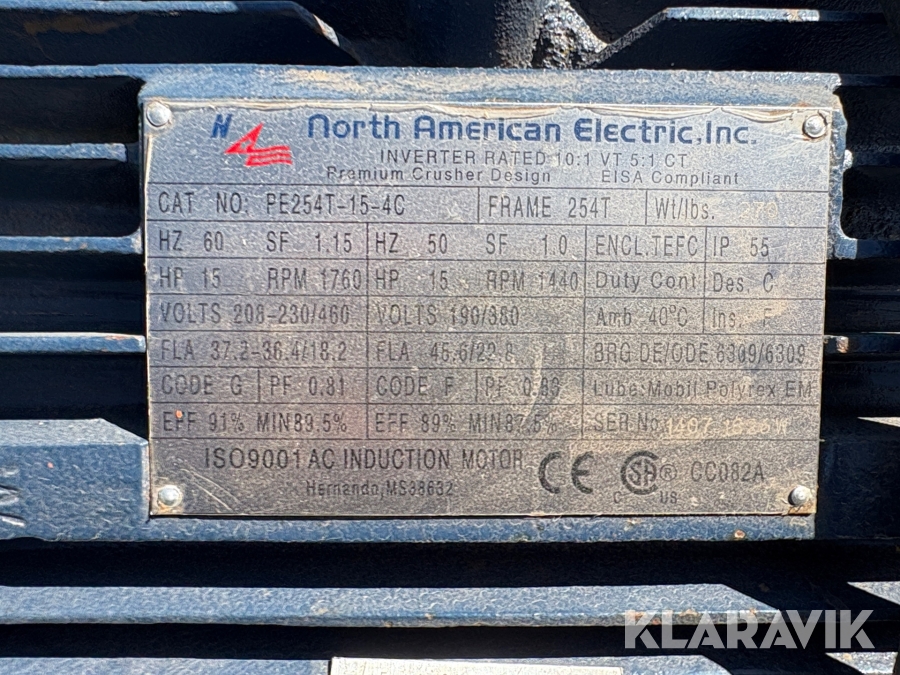 NA North American Electric, Inc.
INVERTER RATED 10:1 VT 5:1 CT
Premium Crusher Design EISA Compliant
CAT NO: PE254T-15-4C FRAME 254T Wt/lbs.
HZ 60 SF 1.15 HZ 50 SF 1.0 ENCL.TEFC IP 55
HP 15 RPM 1760 HP 15 RPM 1440 Duty Cont Des. C
VOLTS 208-230/460 VOLTS 190/380 Amb 40°C Ins. F
FLA 37.2-36.4/18.2 FLA 45.6/22.8 BRG DE/ODE 6309/6309
CODE G PF 0.81 CODE F PF Lube:Mobil Polyrex EM
EFF 91% MIN89.5% EFF 89% MIN87.5% SER.No.
ISO9001 AC INDUCTION MOTOR CE C SA ® US CC082A
Hernando,MS38632
KLARAVIK